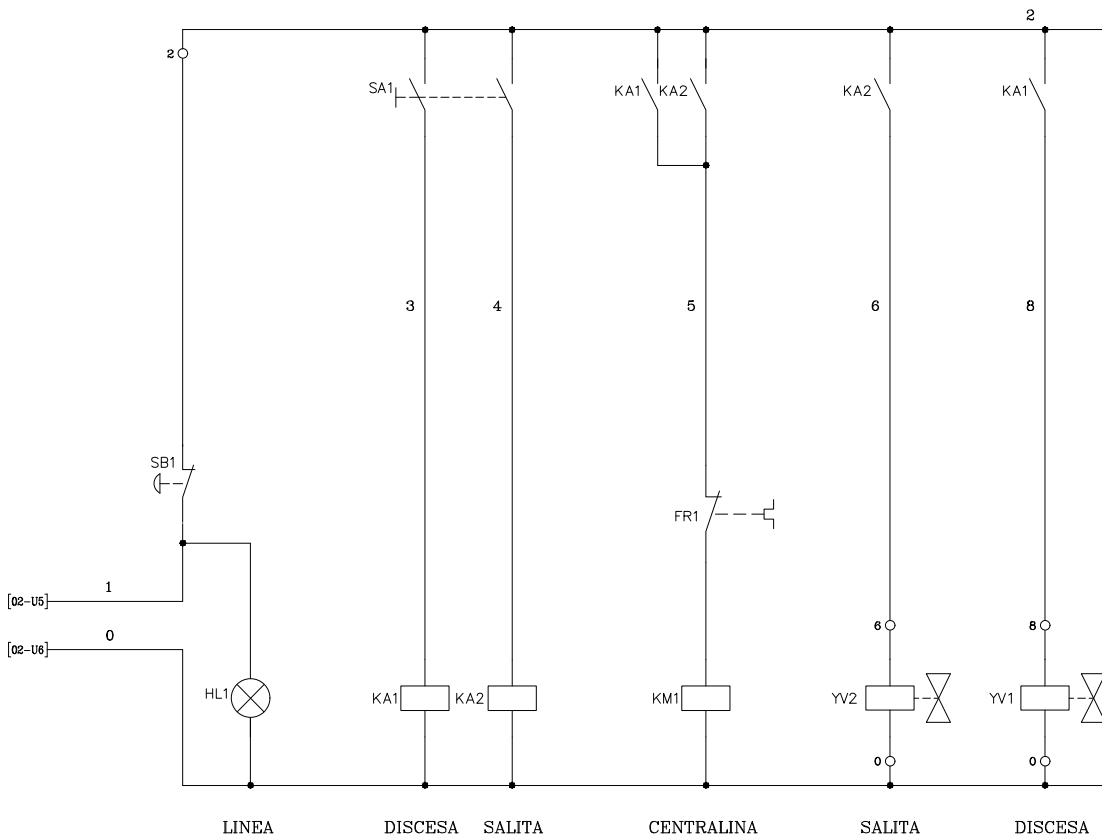 2
2
SA1
KA1
KA2
KA2
KA1
3
4
5
6
8
SB1
FR1
[02-U5]
1
[02-U6]
0
6
8
HL1
KA1
KA2
KM1
YV2
YV1
0
0
LINEA
DISCESA
SALITA
CENTRALINA
SALITA
DISCESA